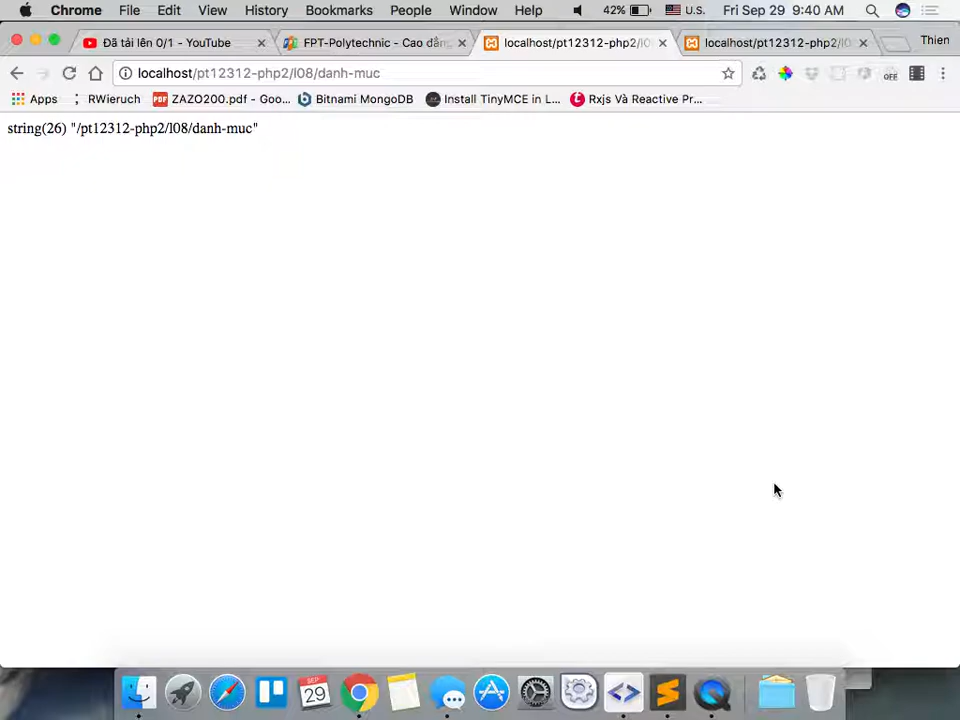 Chrome File Edit View History Bookmarks People Window Help 42% U.S. Fri Sep 29 9:40 AM
Đã tải lên 0/1 - YouTube FPT-Polytechnic - Cao đẳng localhost/pt12312-php2/l0 localhost/pt12312-php2/l0 Thien
localhost/pt12312-php2/l08/danh-muc OFF
Apps RWieruch PDF ZAZO200.pdf - Goo... Bitnami MongoDB Install TinyMCE in L... Rxjs Và Reactive Pr...
string(26) "/pt12312-php2/l08/danh-muc"
SEP
29